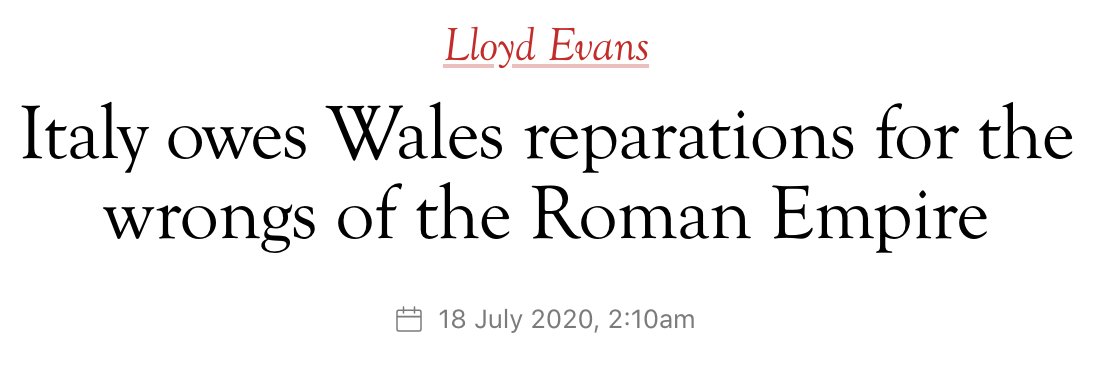 Lloyd Evans
Italy owes Wales reparations for the
wrongs of the Roman Empire
18 July 2020, 2:10am